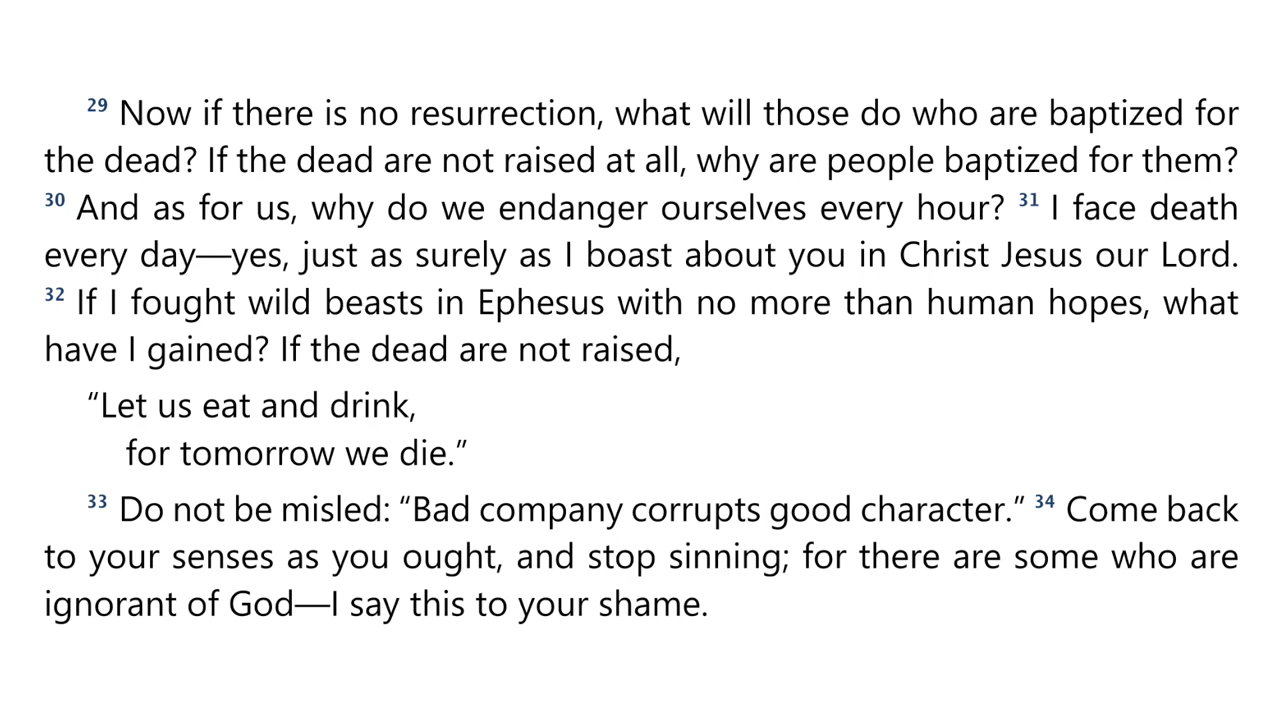 29 Now if there is no resurrection, what will those do who are baptized for
the dead? If the dead are not raised at all, why are people baptized for them?
30 And as for us, why do we endanger ourselves every hour? 31 I face death
every day—yes, just as surely as I boast about you in Christ Jesus our Lord.
32 If I fought wild beasts in Ephesus with no more than human hopes, what
have I gained? If the dead are not raised,
“Let us eat and drink,
for tomorrow we die.”
33 Do not be misled: “Bad company corrupts good character.” 34 Come back
to your senses as you ought, and stop sinning; for there are some who are
ignorant of God—I say this to your shame.